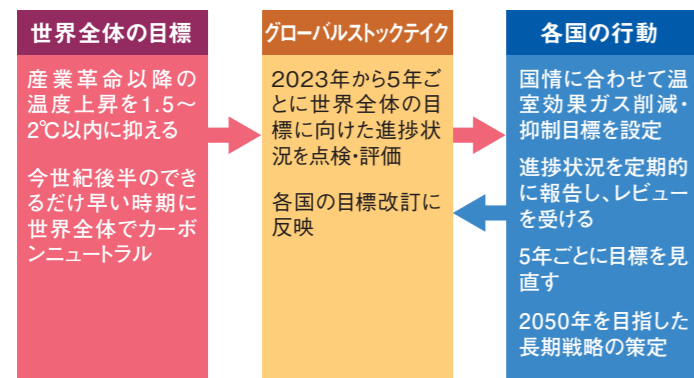 世界全体の目標
産業革命以降の
温度上昇を1.5〜
2℃以内に抑える
今世紀後半のでき
るだけ早い時期に
世界全体でカーボ
ンニュートラル
グローバルストックテイク
2023年から5年ご
とに世界全体の目
標に向けた進捗状
況を点検・評価
各国の目標改訂に
反映
各国の行動
国情に合わせて温
室効果ガス削減・
抑制目標を設定
進捗状況を定期的
に報告し、レビュー
を受ける
5年ごとに目標を見
直す
2050年を目指した
長期戦略の策定